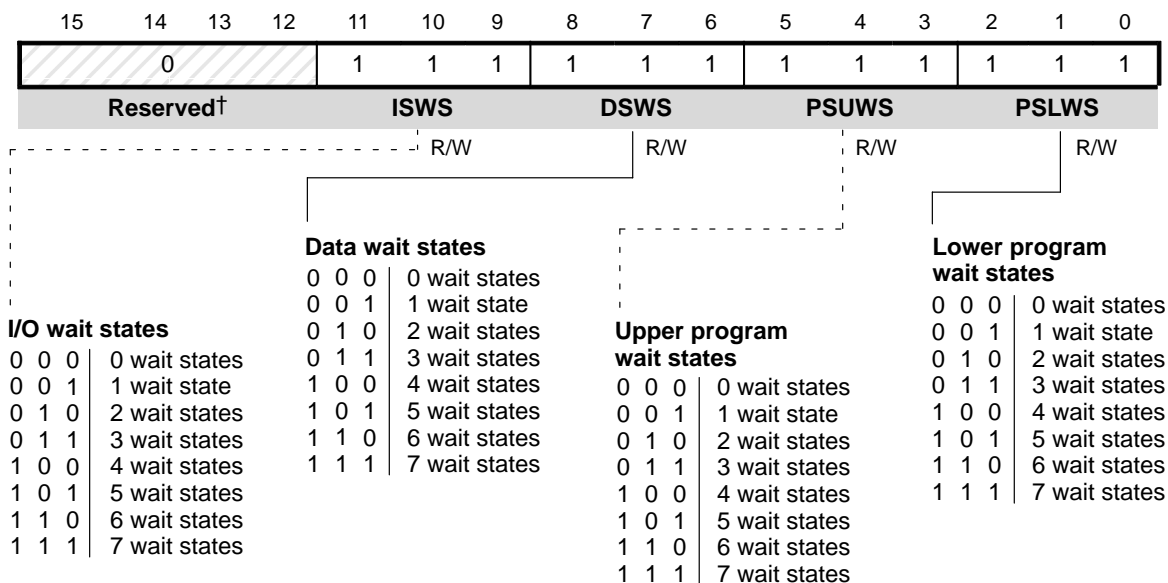 15 14 13 12 11 10 9 8 7 6 5 4 3 2 1 0
0 1 1 1 1 1 1 1 1 1 1 1 1
Reserved† ISWS DSWS PSUWS PSLWS
R/W R/W R/W R/W
I/O wait states
0 0 0 0 wait states
0 0 1 1 wait state
0 1 0 2 wait states
0 1 1 3 wait states
1 0 0 4 wait states
1 0 1 5 wait states
1 1 0 6 wait states
1 1 1 7 wait states
Data wait states
0 0 0 0 wait states
0 0 1 1 wait state
0 1 0 2 wait states
0 1 1 3 wait states
1 0 0 4 wait states
1 0 1 5 wait states
1 1 0 6 wait states
1 1 1 7 wait states
Upper program
wait states
0 0 0 0 wait states
0 0 1 1 wait state
0 1 0 2 wait states
0 1 1 3 wait states
1 0 0 4 wait states
1 0 1 5 wait states
1 1 0 6 wait states
1 1 1 7 wait states
Lower program
wait states
0 0 0 0 wait states
0 0 1 1 wait state
0 1 0 2 wait states
0 1 1 3 wait states
1 0 0 4 wait states
1 0 1 5 wait states
1 1 0 6 wait states
1 1 1 7 wait states